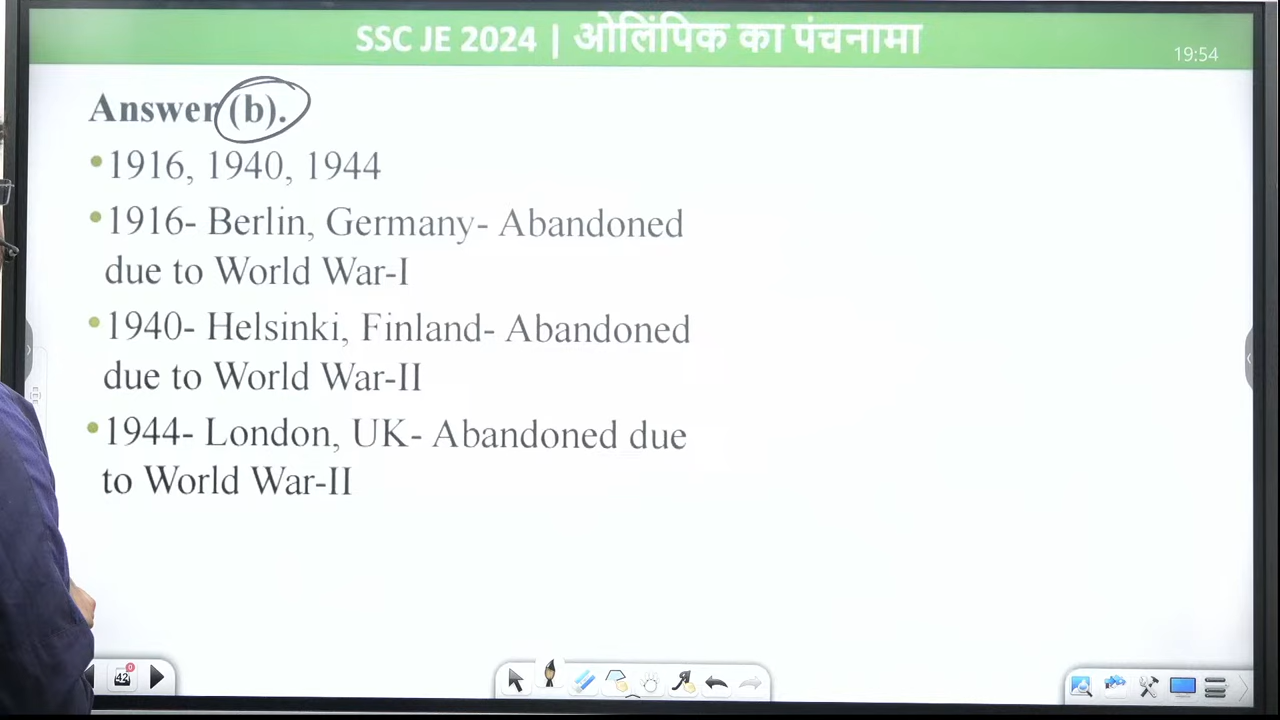 SSC JE 2024 | ओलिंपिक का पंचनामा
19:54
Answer (b).
•1916, 1940, 1944
•1916- Berlin, Germany- Abandoned
due to World War-I
•1940- Helsinki, Finland- Abandoned
due to World War-II
•1944- London, UK- Abandoned due
to World War-II
42
0